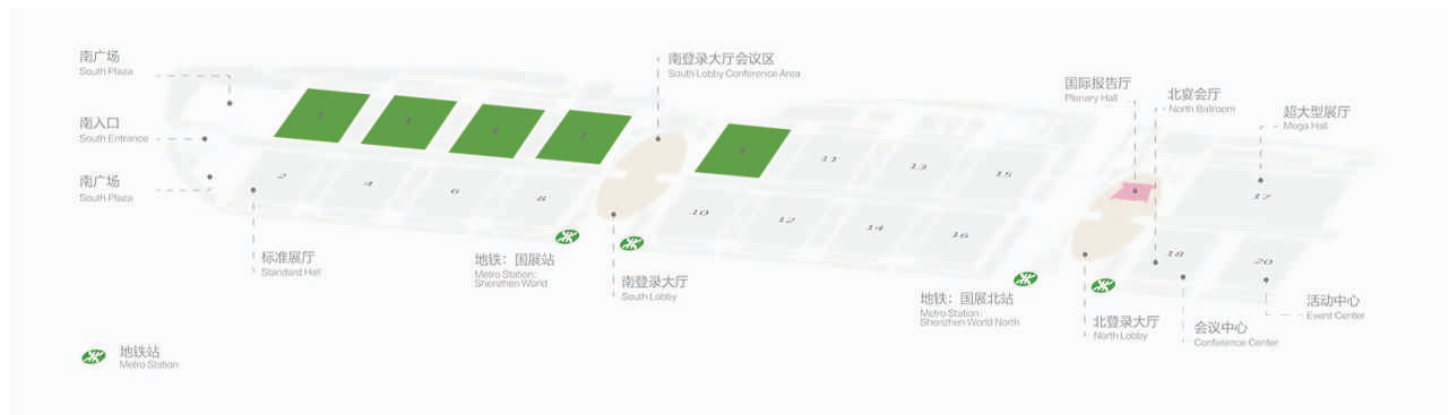 南广场
South Plaza
南登录大厅会议区
South Lobby Conference Area
国际报告厅
Plenary Hall
北宴会厅
North Balroom
超大型展厅
Mega Hall
南入口
South Entrance
11
13
15
17
南广场
South Plaza
2
4
6
8
10
12
14
16
18
20
标准展厅
Standard Hall
地铁：国展站
Metro Station:
Shenzhen World
南登录大厅
South Lobby
地铁：国展北站
Metro Station:
Shenzhen World North
北登录大厅
North Lobby
会议中心
Conference Center
活动中心
Event Center
地铁站
Metro Station